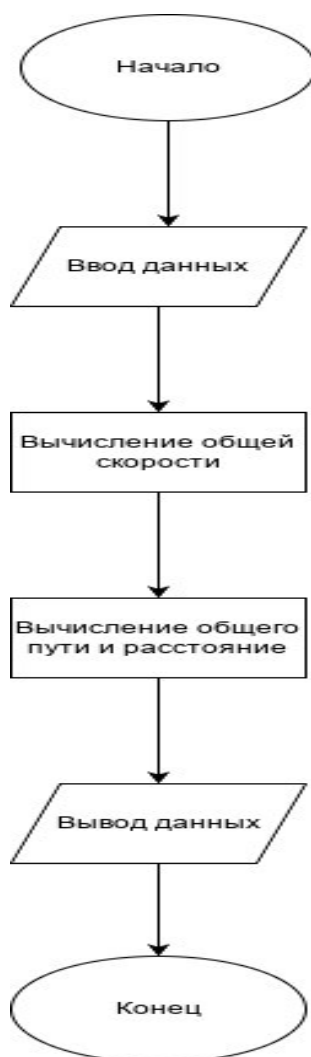 Начало
Ввод данных
Вычисление общей
скорости
Вычисление общего
пути и расстояние
Вывод данных
Конец